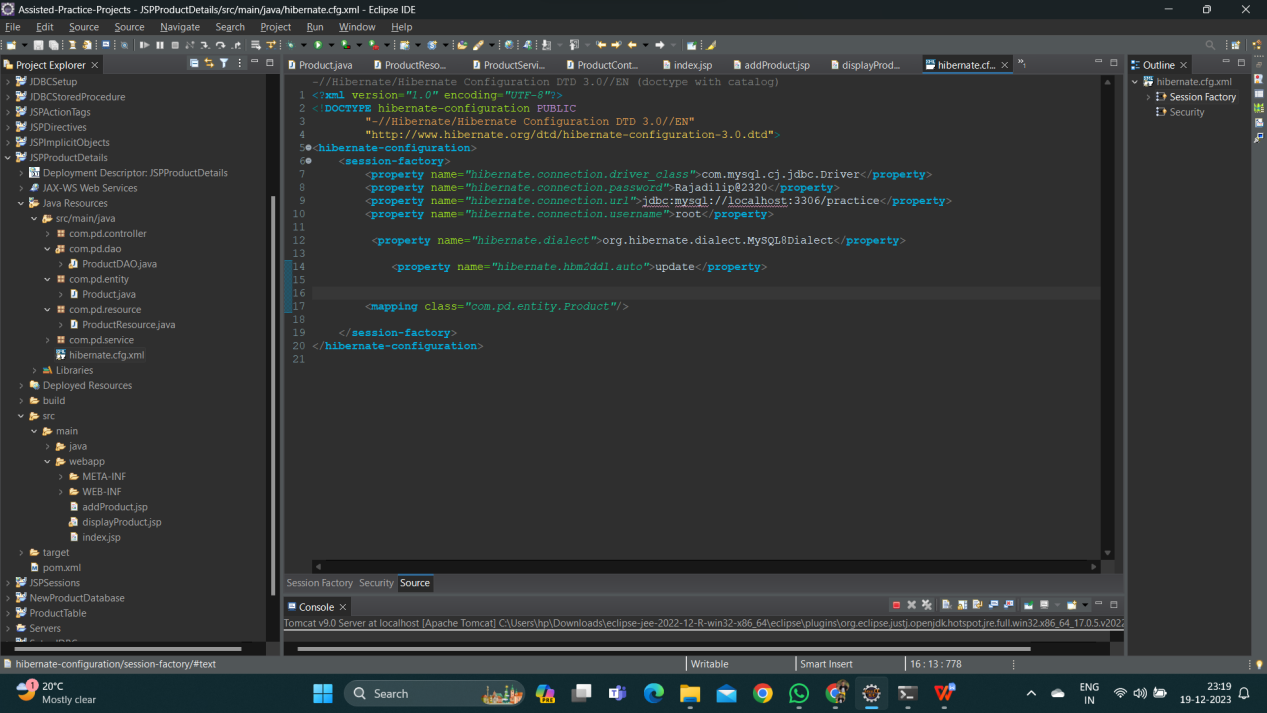 Assisted-Practice-Projects - JSPProductDetails/src/main/java/hibernate.cfg.xml - Eclipse IDE
File Edit Source Source Navigate Search Project Run Window Help
Project Explorer
JDBCSetup
JDBCStoredProcedure
JSPActionTags
JSPDirectives
JSPImplicitObjects
JSPProductDetails
Deployment Descriptor: JSPProductDetails
JAX-WS Web Services
Java Resources
src/main/java
com.pd.controller
com.pd.dao
ProductDAO.java
com.pd.entity
Product.java
com.pd.resource
ProductResource.java
com.pd.service
hibernate.cfg.xml
Libraries
Deployed Resources
build
src
main
java
webapp
META-INF
WEB-INF
addProduct.jsp
displayProduct.jsp
index.jsp
target
pom.xml
JSPSessions
NewProductDatabase
ProductTable
Servers
Product.java ProductReso... ProductServi... ProductCont... index.jsp addProduct.jsp displayProd... hibernate.cf...
-//Hibernate/Hibernate Configuration DTD 3.0//EN (doctype with catalog)
1 <?xml version="1.0" encoding="UTF-8"?>
2 <!DOCTYPE hibernate-configuration PUBLIC
3 "-//Hibernate/Hibernate Configuration DTD 3.0//EN"
4 "http://www.hibernate.org/dtd/hibernate-configuration-3.0.dtd">
5 <hibernate-configuration>
6 <session-factory>
7 <property name="hibernate.connection.driver_class">com.mysql.cj.jdbc.Driver</property>
8 <property name="hibernate.connection.password">Rajadilip@2320</property>
9 <property name="hibernate.connection.url">jdbc:mysql://localhost:3306/practice</property>
10 <property name="hibernate.connection.username">root</property>
11
12 <property name="hibernate.dialect">org.hibernate.dialect.MySQL8Dialect</property>
13
14 <property name="hibernate.hbm2ddl.auto">update</property>
15
16
17 <mapping class="com.pd.entity.Product"/>
18
19 </session-factory>
20 </hibernate-configuration>
21
Session Factory Security Source
Outline
hibernate.cfg.xml
Session Factory
Security
Console
Tomcat v9.0 Server at localhost [Apache Tomcat] C:\Users\hp\Downloads\eclipse-jee-2022-12-R-win32-x86_64\eclipse\plugins\org.eclipse.justj.openjdk.hotspot.jre.full.win32.x86_64_17.0.5.v2022
hibernate-configuration/session-factory/#text
Writable
Smart Insert
16 : 13 : 778
1
20°C
Mostly clear
Search
PRE
ENG
IN
23:19
19-12-2023